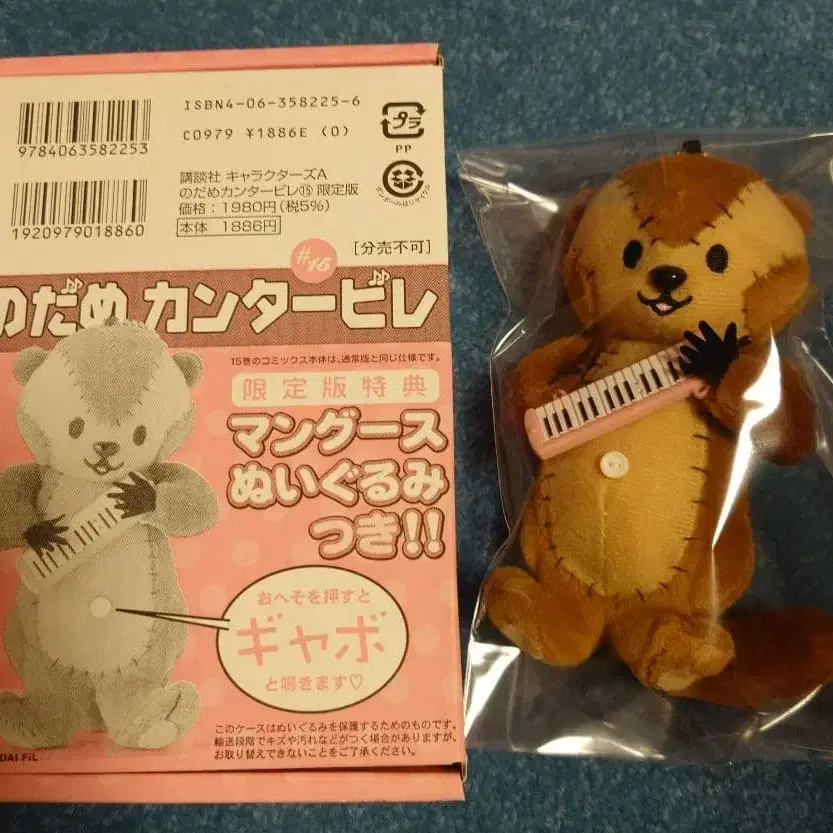 ISBN4-06-358225-6
C0979 ¥1886E (0)
9784063582253
プラ
PP
講談社 キャラクターズA
のだめカンタービレ⑮ 限定版
価格：1980円（税5%）
本体 1886円
1920979018860
ダンボールはリサイクル
［分売不可］
#15
のだめカンタービレ
15巻のコミックス本体は、通常版と同じ仕様です。
限定版特典
マングース
ぬいぐるみ
つき!!
おへそを押すと
ギャボ
と鳴きます♡
このケースはぬいぐるみを保護するためのものです。
輸送段階でキズや汚れなどがつく場合がありますが、
お取り替えできないことをご了承ください。
DAI-FIL